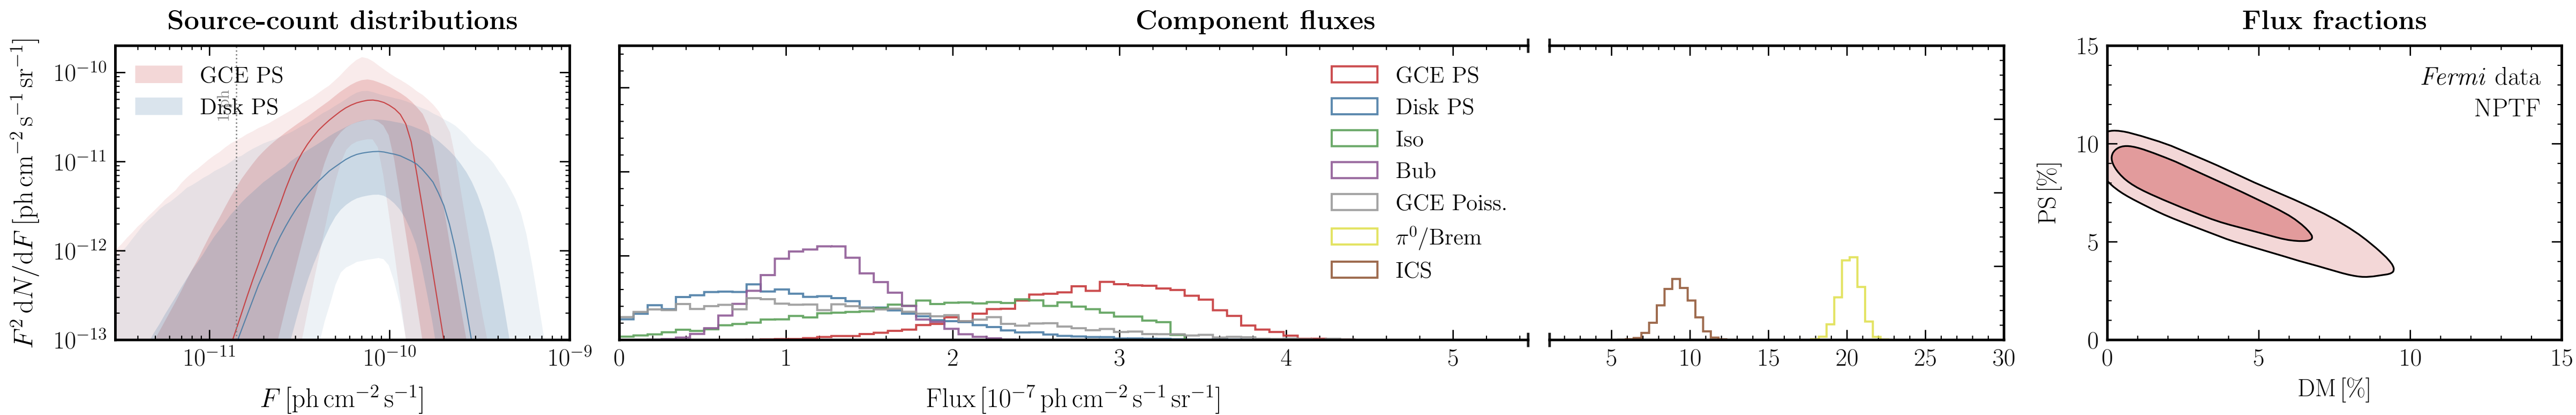 Source-count distributions
F² dN/dF [ph cm⁻² s⁻¹ sr⁻¹]
10⁻¹⁰
10⁻¹¹
10⁻¹²
10⁻¹³
GCE PS
Disk PS
1 ph
10⁻¹¹
10⁻¹⁰
10⁻⁹
F [ph cm⁻² s⁻¹]
Component fluxes
GCE PS
Disk PS
Iso
Bub
GCE Poiss.
π⁰/Brem
ICS
0 1 2 3 4 5
5 10 15 20 25 30
Flux [10⁻⁷ ph cm⁻² s⁻¹ sr⁻¹]
Flux fractions
Fermi data
NPTF
PS [%]
15
10
5
0
0 5 10 15
DM [%]